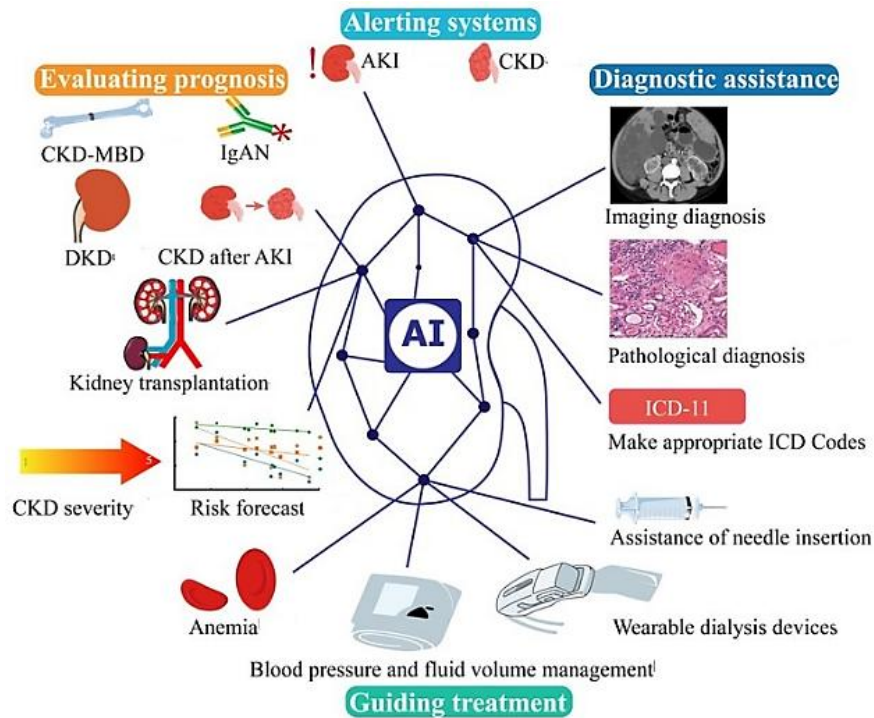 Alerting systems
! AKI
CKD
Evaluating prognosis
CKD-MBD
IgAN
DKD
CKD after AKI
Kidney transplantation
1
5
CKD severity
Risk forecast
AI
Diagnostic assistance
Imaging diagnosis
Pathological diagnosis
ICD-11
Make appropriate ICD Codes
Assistance of needle insertion
Wearable dialysis devices
Anemia
Blood pressure and fluid volume management
Guiding treatment